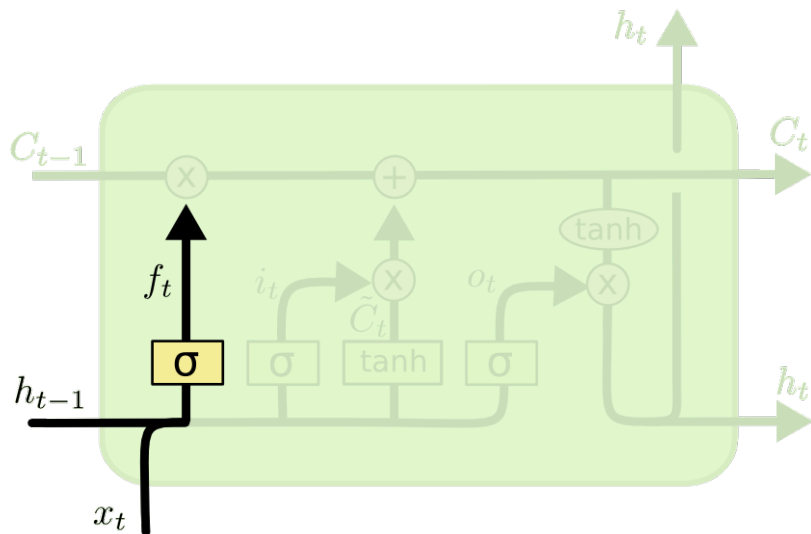 h_t
C_{t-1}
x
+
C_t
tanh
f_t
i_t
x
o_t
x
C̃_t
σ
σ
tanh
σ
h_{t-1}
h_t
x_t